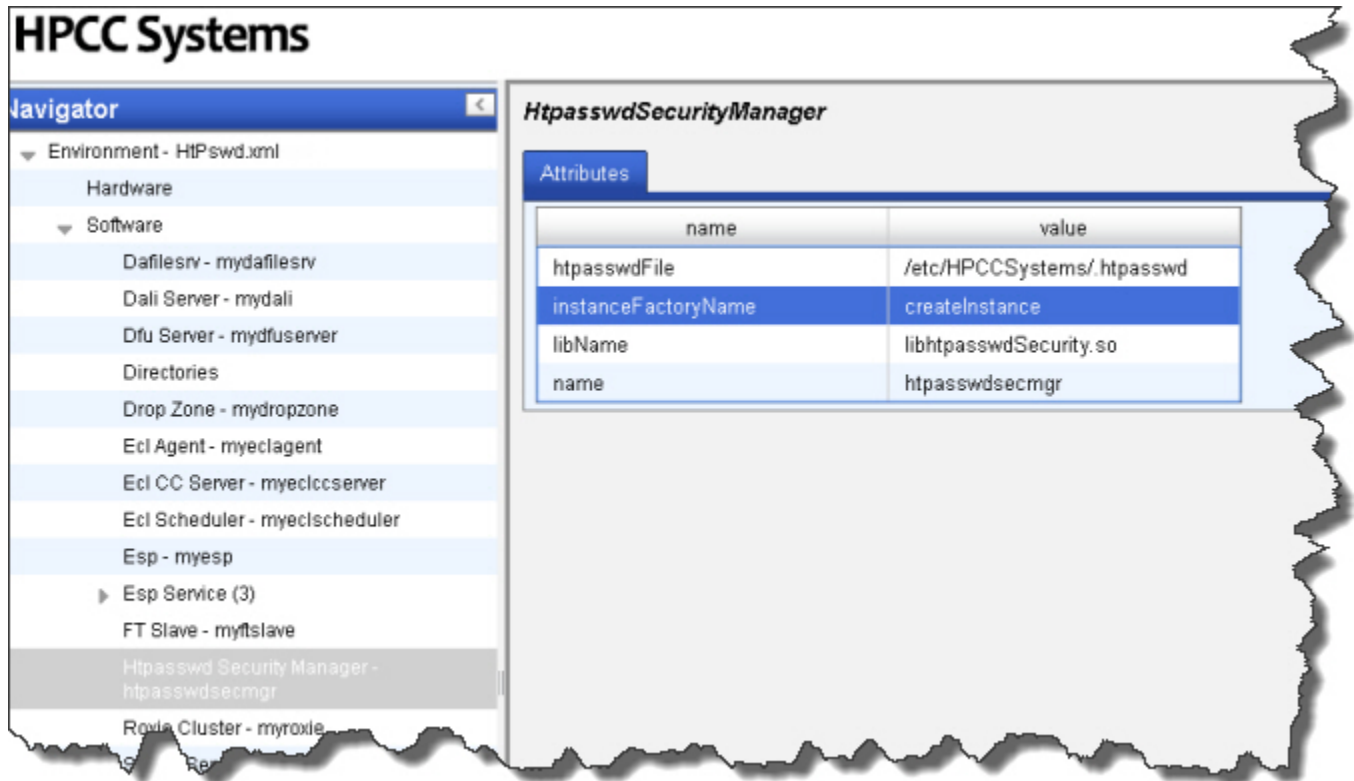 HPCC Systems
Navigator
Environment - HtPswd.xml
Hardware
Software
Dafilesrv - mydafilesrv
Dali Server - mydali
Dfu Server - mydfuserver
Directories
Drop Zone - mydropzone
Ecl Agent - myeclagent
Ecl CC Server - myeclccserver
Ecl Scheduler - myeclscheduler
Esp - myesp
Esp Service (3)
FT Slave - myftslave
Htpasswd Security Manager -
htpasswdsecmgr
Roxie Cluster - myroxie
HtpasswdSecurityManager
Attributes
name value
htpasswdFile /etc/HPCCSystems/.htpasswd
instanceFactoryName createInstance
libName libhtpasswdSecurity.so
name htpasswdsecmgr